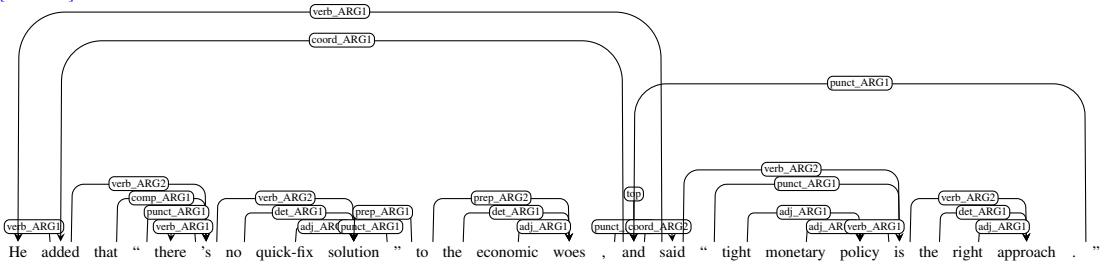 verb_ARG1
coord_ARG1
punct_ARG1
verb_ARG2 verb_ARG2
comp_ARG1 punct_ARG1
verb_ARG2 prep_ARG2 top verb_ARG2
punct_ARG1 det_ARG1 prep_ARG1 det_ARG1 adj_ARG1 det_ARG1
verb_ARG1 verb_ARG1 punct_ARG1 adj_ARG1 punct_ coord_ARG2 verb_ARG1 adj_ARG1
He added that “ there 's no quick-fix solution ” to the economic woes , and said “ tight monetary policy is the right approach . ”